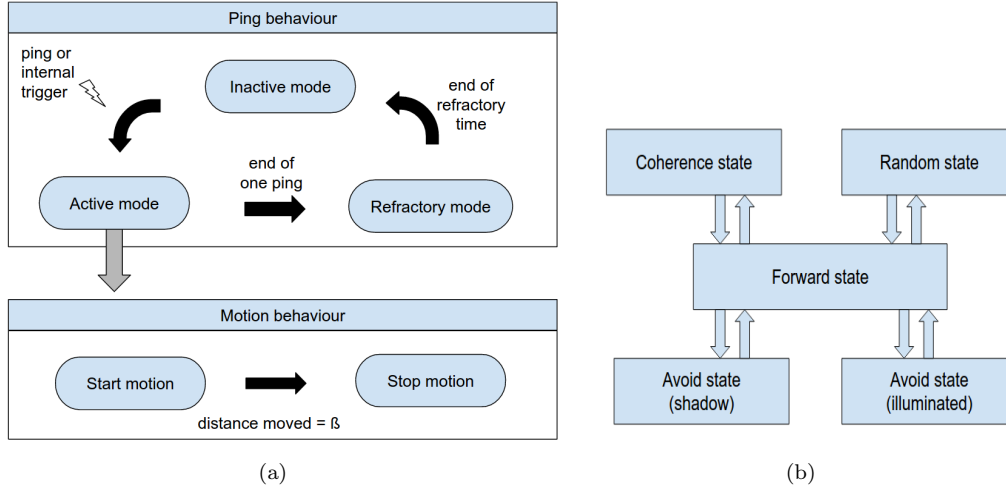 Ping behaviour
ping or
internal
trigger
Inactive mode
end of
refractory
time
end of
one ping
Active mode
Refractory mode
Motion behaviour
Start motion
Stop motion
distance moved = ß
(a)
Coherence state
Random state
Forward state
Avoid state
(shadow)
Avoid state
(illuminated)
(b)